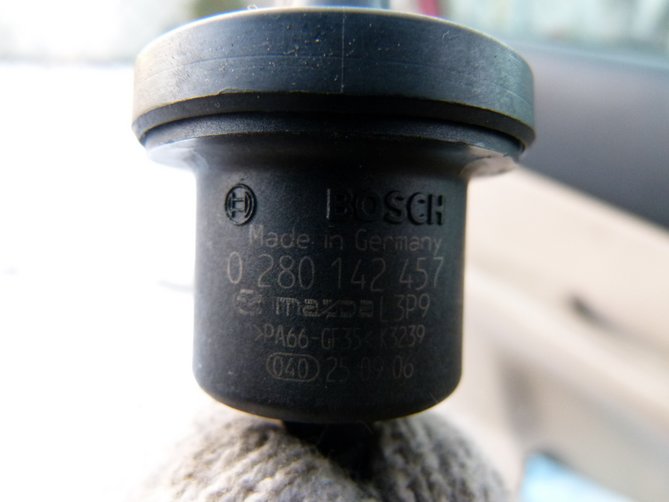 BOSCH
Made in Germany
0 280 142 457
mazda L3P9
>PA66-GF35< K3239
040 25 09 06